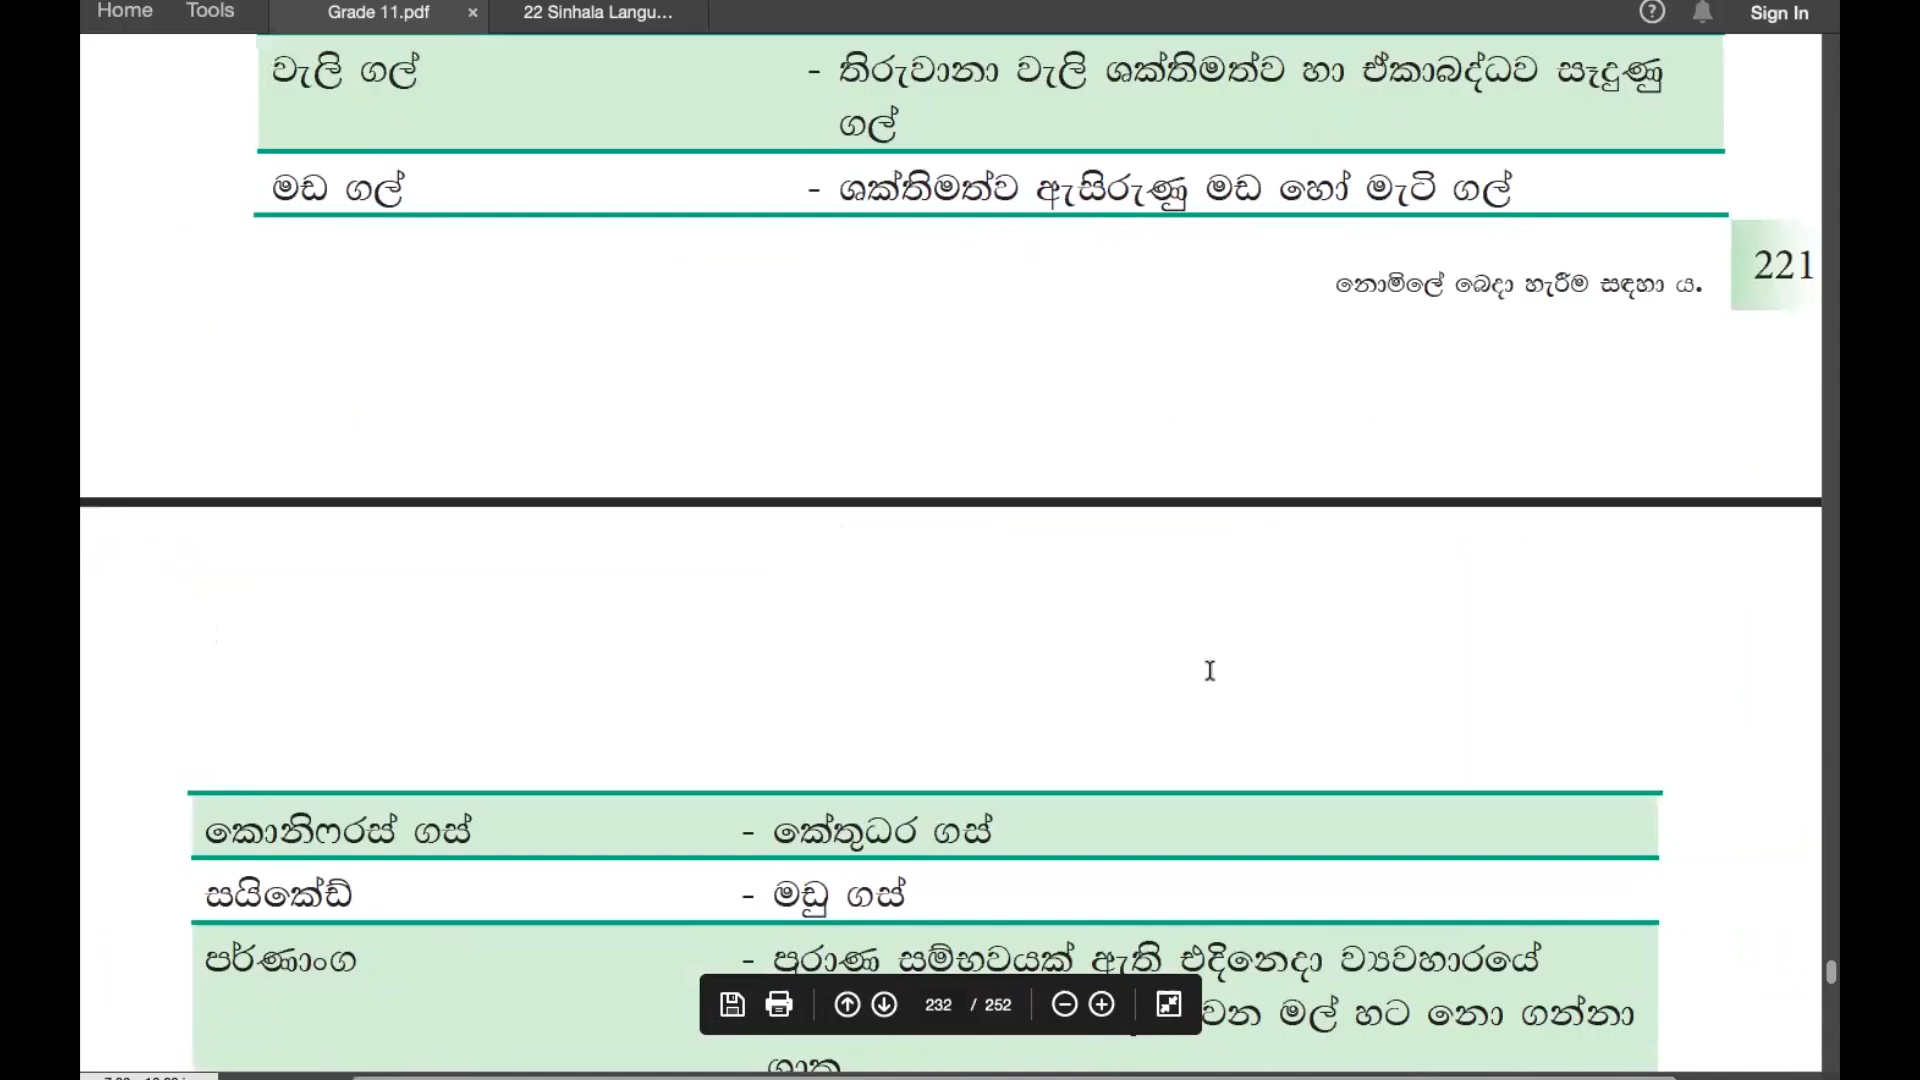 Home Tools Grade 11.pdf × 22 Sinhala Langu... ? Sign In
වැලි ගල් - තිරුවානා වැලි ශක්තිමත්ව හා ඒකාබද්ධව සෑදුණු
ගල්
මඩ ගල් - ශක්තිමත්ව ඇසිරුණු මඩ හෝ මැටි ගල්
221
නොමිලේ බෙදා හැරීම සඳහා ය.
කොනිෆරස් ගස් - කේතුධර ගස්
සයිකේඩ් - මඩු ගස්
පර්ණාංග - පුරාණ සම්භවයක් ඇති එදිනෙදා ව්‍යවහාරයේ
වන මල් හට නො ගන්නා
ශාක
232 / 252